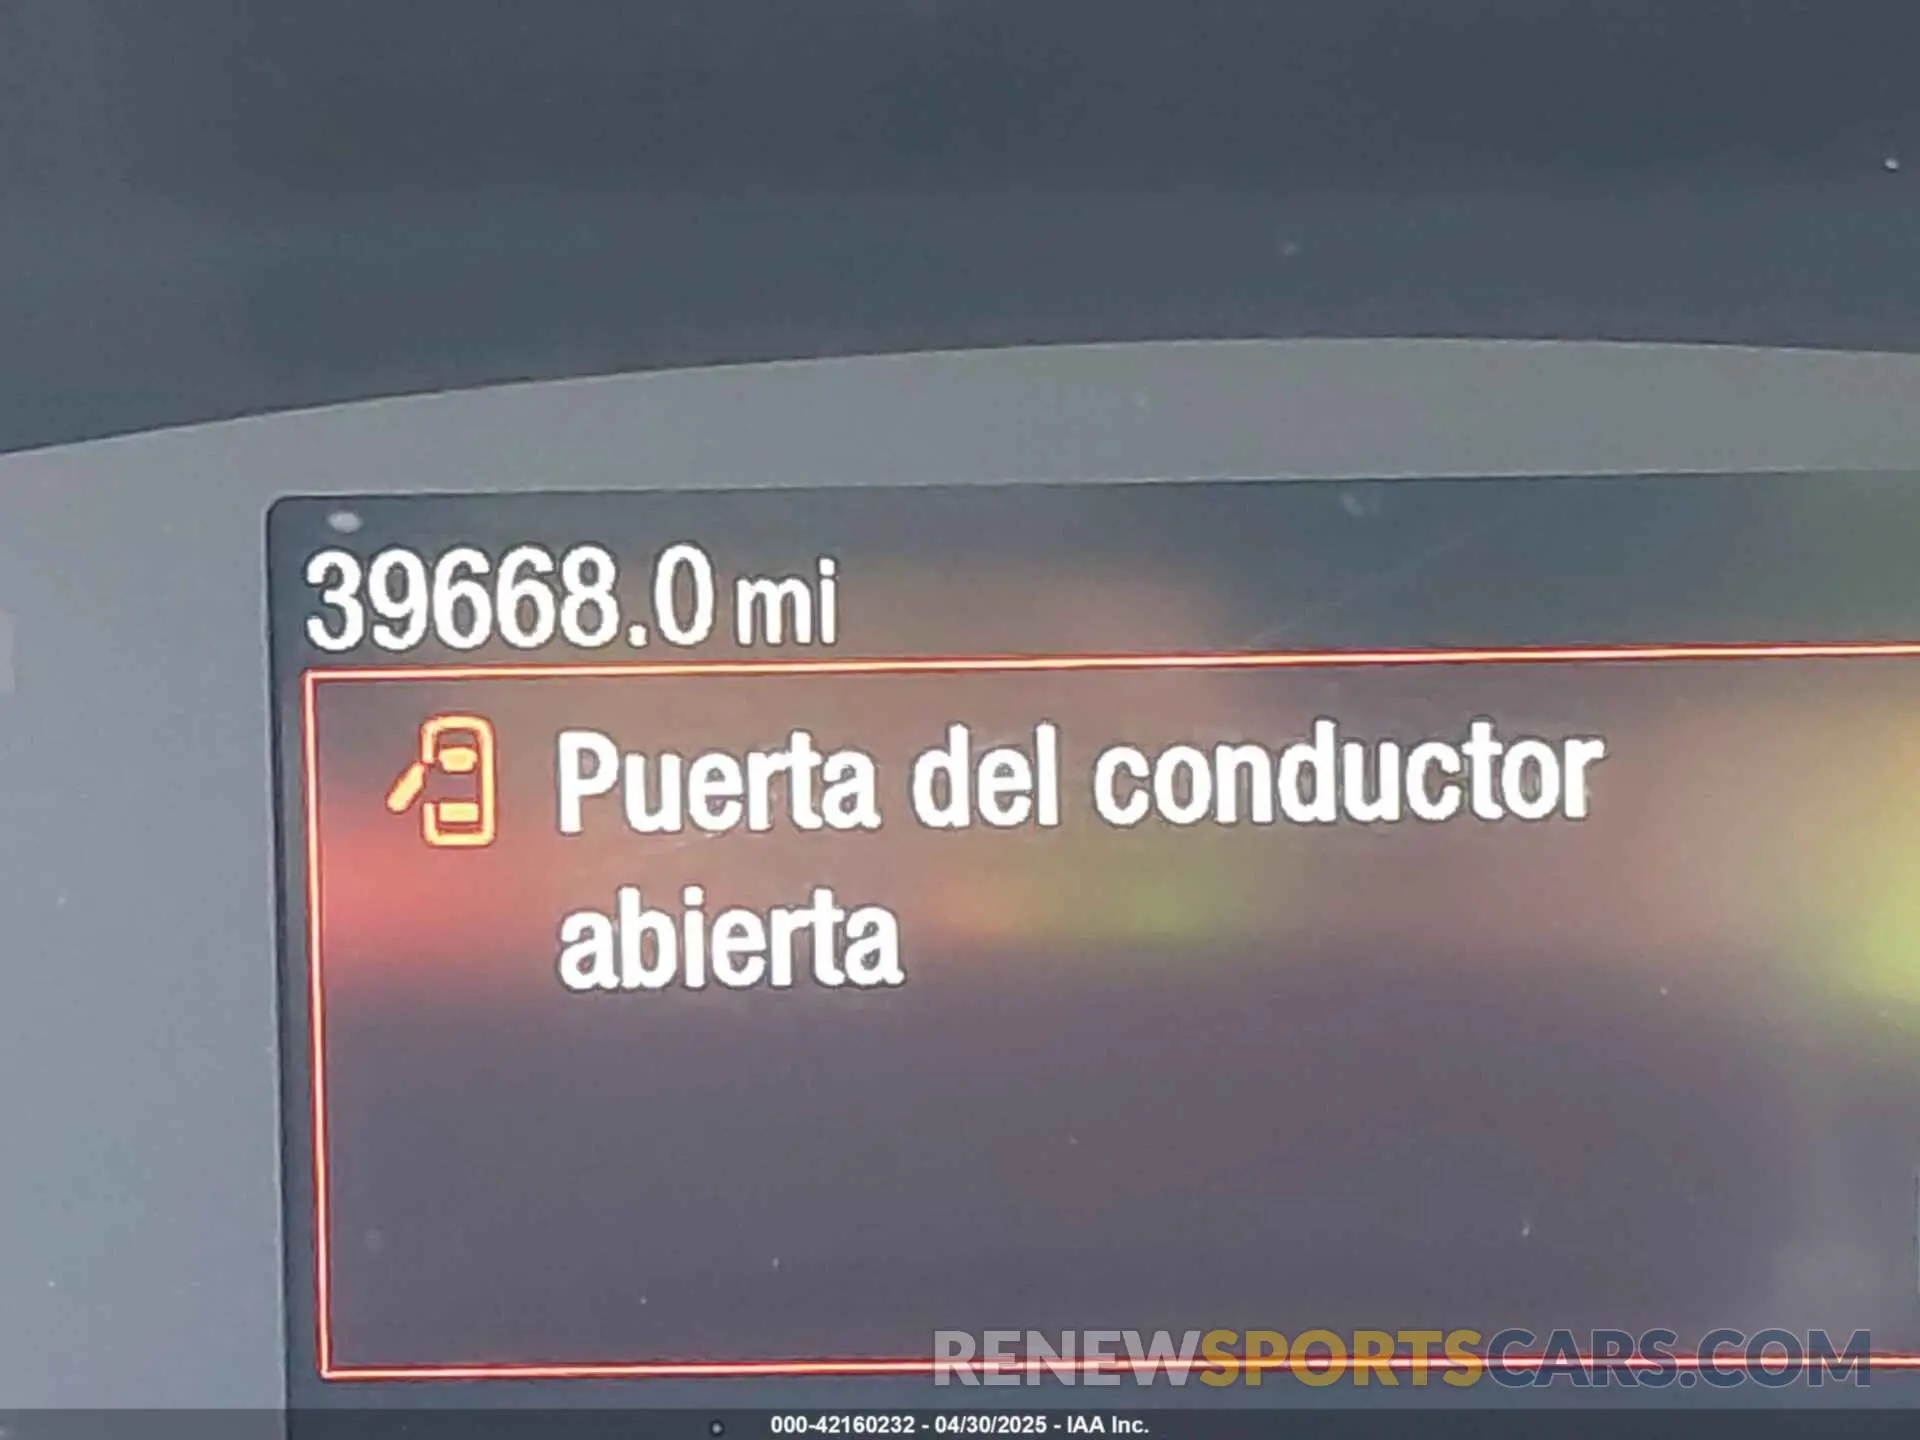 39668.0 mi
Puerta del conductor
abierta
RENEWSPORTSCARS.COM
000-42160232 - 04/30/2025 - IAA Inc.